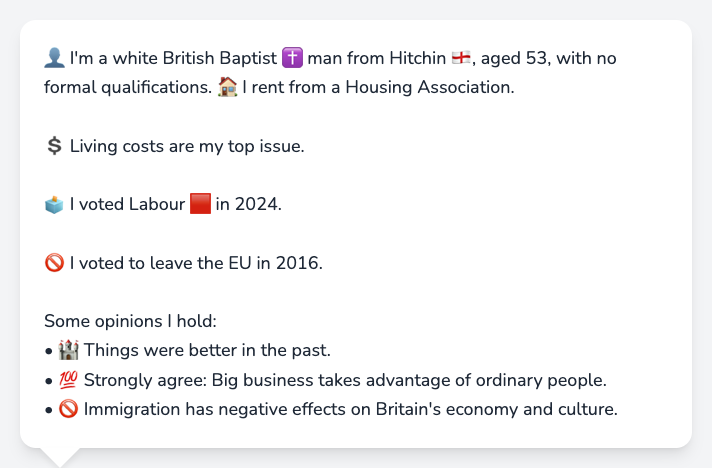 👤 I'm a white British Baptist ✝️ man from Hitchin 🏴󠁧󠁢󠁥󠁮󠁧󠁿, aged 53, with no
formal qualifications. 🏠 I rent from a Housing Association.
💲 Living costs are my top issue.
🗳️ I voted Labour 🟥 in 2024.
🚫 I voted to leave the EU in 2016.
Some opinions I hold:
• 🏰 Things were better in the past.
• 💯 Strongly agree: Big business takes advantage of ordinary people.
• 🚫 Immigration has negative effects on Britain's economy and culture.